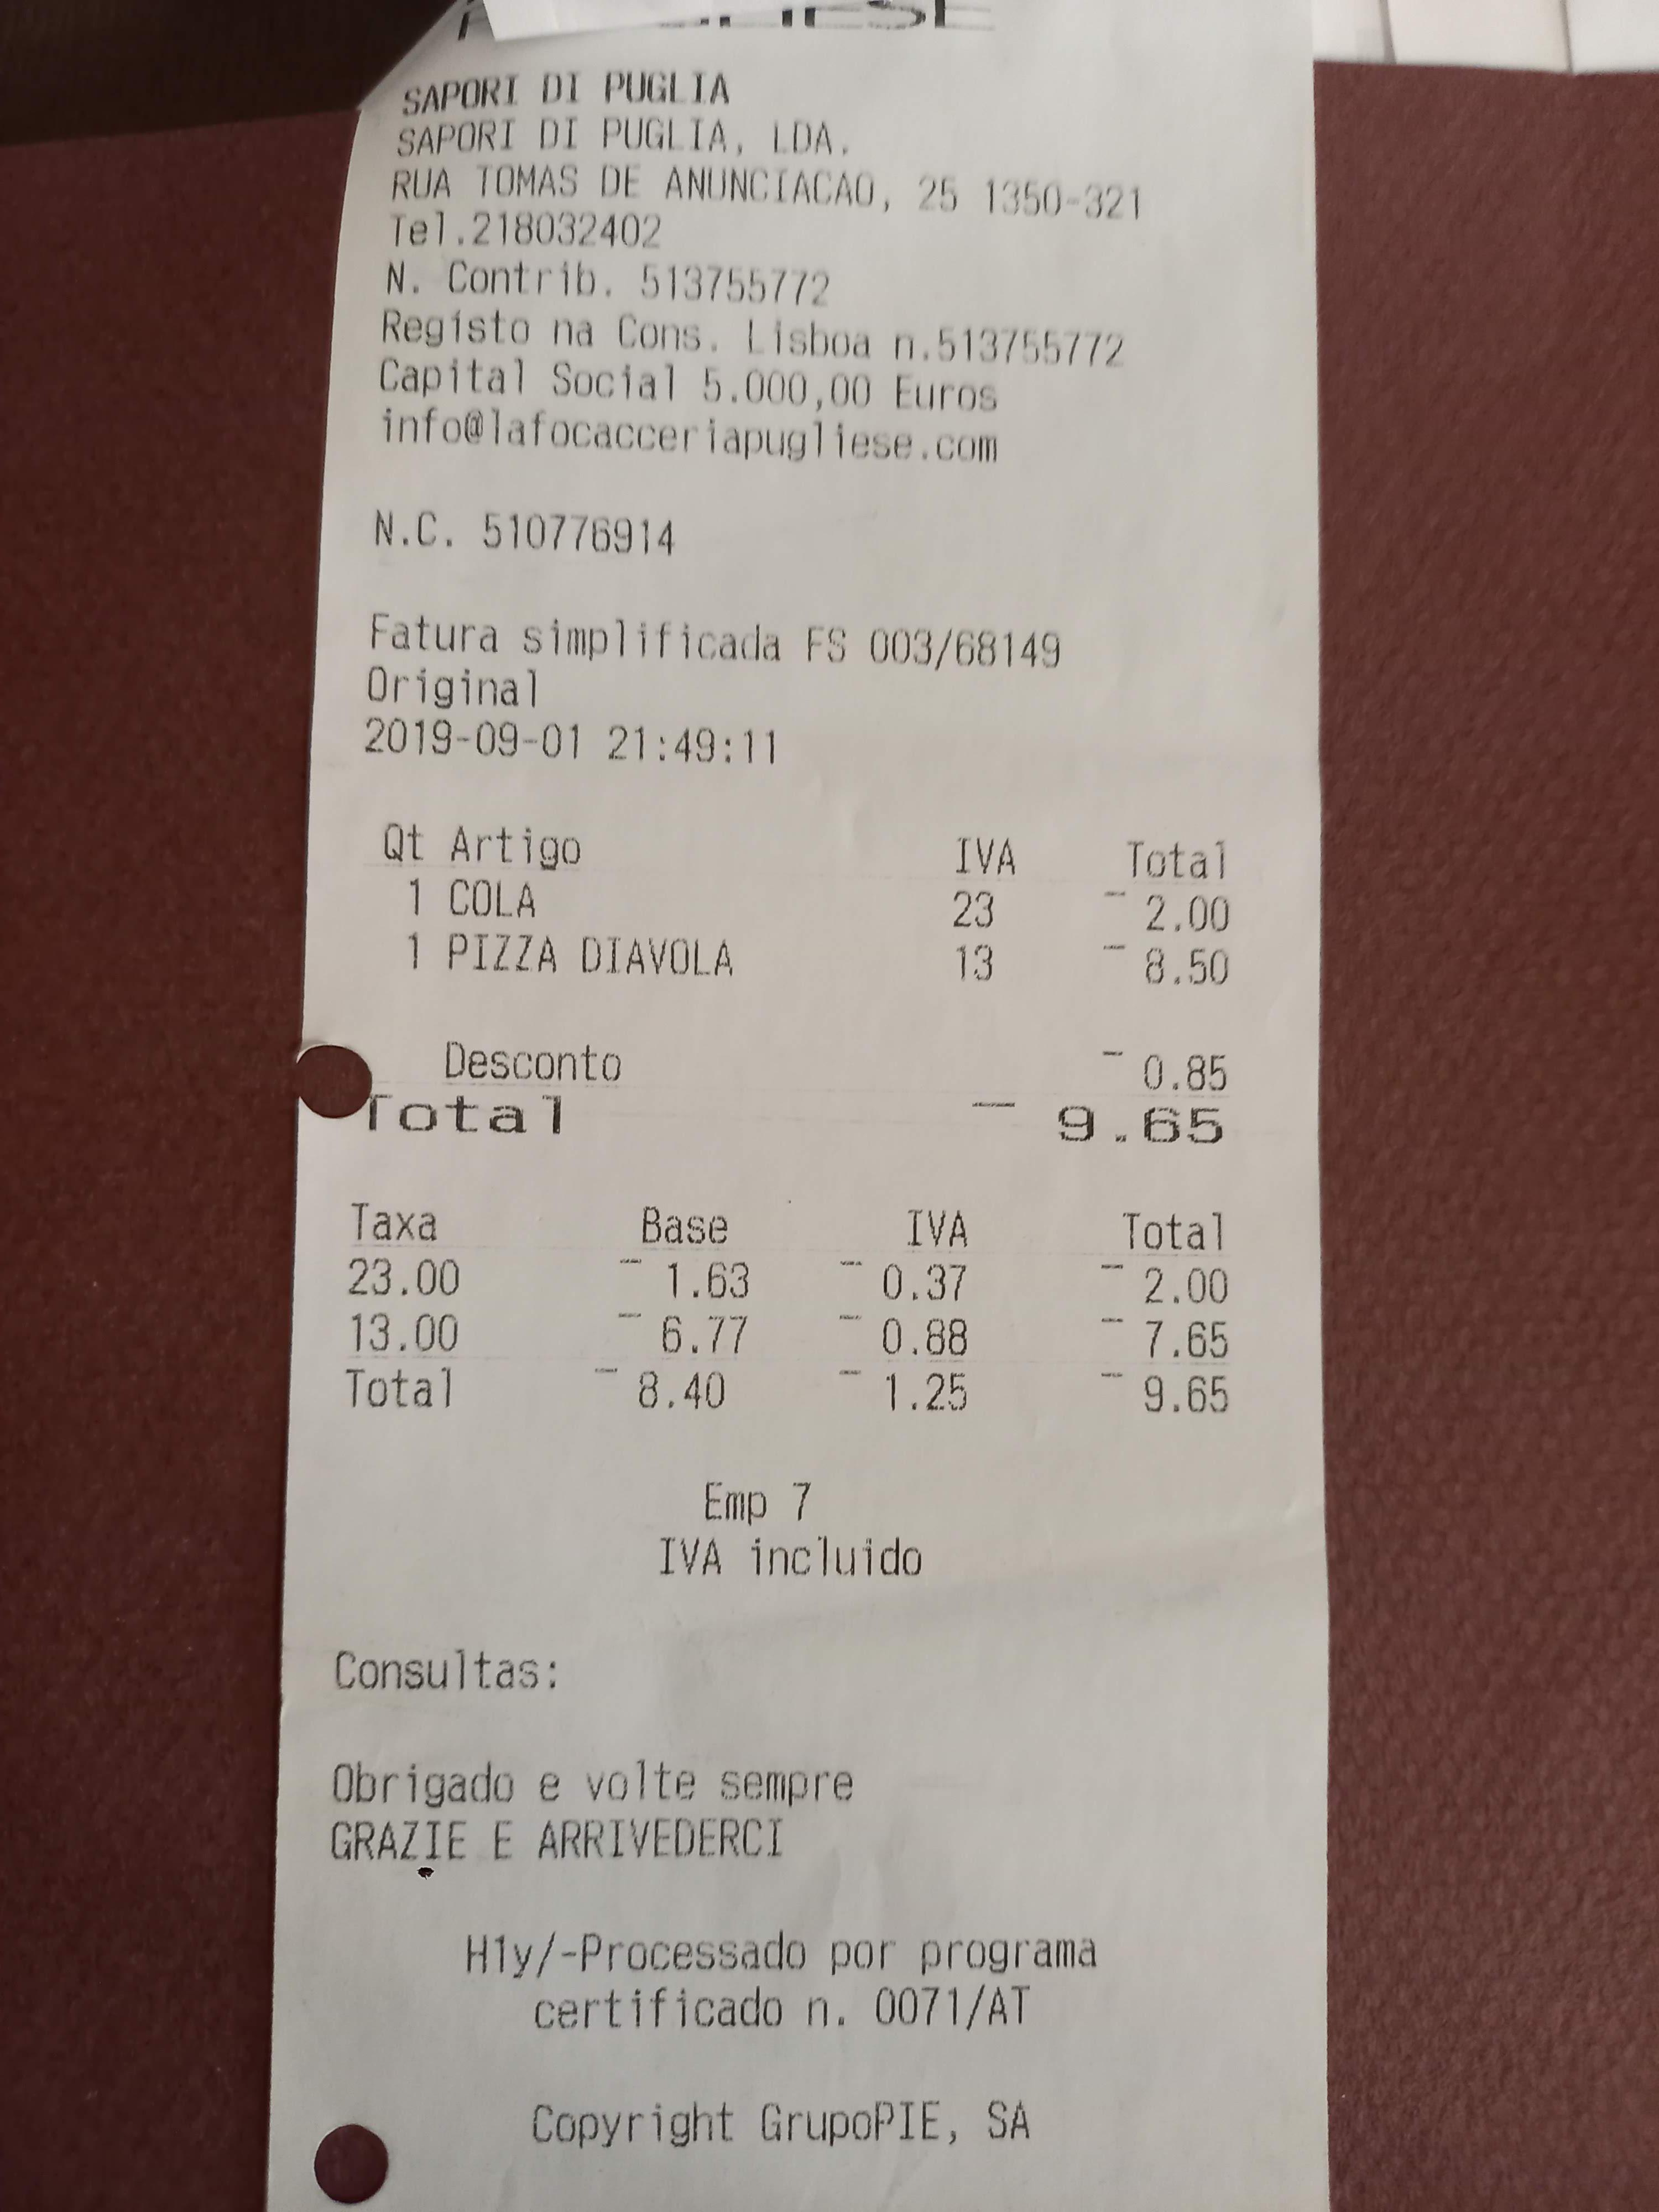 SAPORI DI PUGLIA
SAPORI DI PUGLIA, LDA.
RUA TOMAS DE ANUNCIACAO, 25 1350-321
Tel.218032402
N. Contrib. 513755772
Registo na Cons. Lisboa n.513755772
Capital Social 5.000,00 Euros
info@lafocacceriapugliese.com
N.C. 510776914
Fatura simplificada FS 003/68149
Original
2019-09-01 21:49:11
Qt Artigo IVA Total
1 COLA 23 2.00
1 PIZZA DIAVOLA 13 8.50
Desconto 0.85
Total 9.65
Taxa Base IVA Total
23.00 1.63 0.37 2.00
13.00 6.77 0.88 7.65
Total 8.40 1.25 9.65
Emp 7
IVA incluido
Consultas:
Obrigado e volte sempre
GRAZIE E ARRIVEDERCI
H1y/-Processado por programa
certificado n. 0071/AT
Copyright GrupoPIE, SA